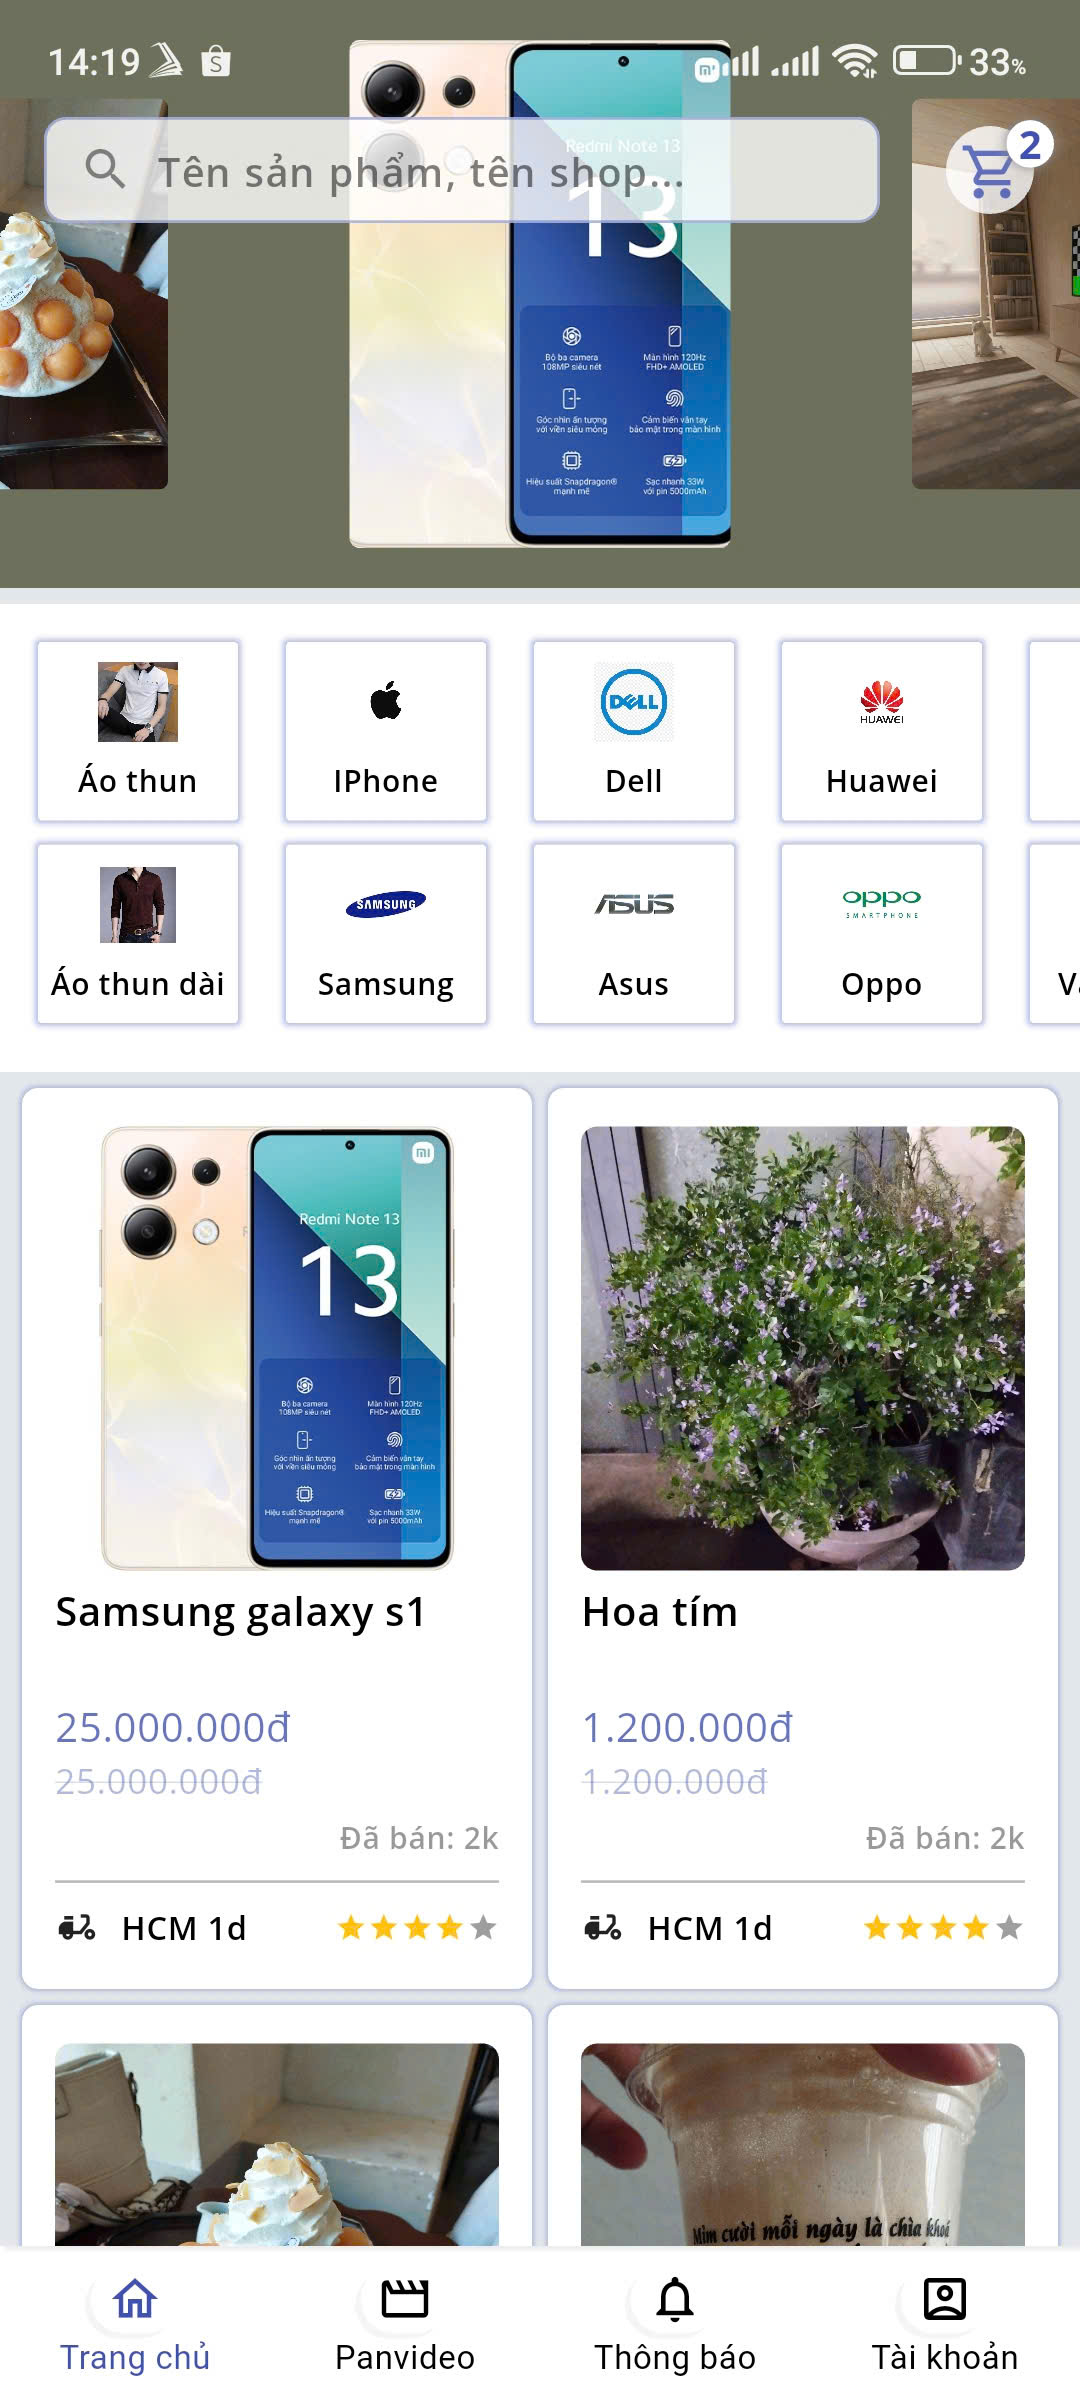 14:19
33%
2
Tên sản phẩm, tên shop...
Redmi Note 13
13
Bộ ba camera
108MP siêu nét
Màn hình 120Hz
FHD+ AMOLED
Góc nhìn ấn tượng
với viền siêu mỏng
Cảm biến vân tay
bảo mật trong màn hình
Hiệu suất Snapdragon®
mạnh mẽ
Sạc nhanh 33W
với pin 5000mAh
DELL
HUAWEI
Áo thun
IPhone
Dell
Huawei
SAMSUNG
ASUS
oppo
SMARTPHONE
Áo thun dài
Samsung
Asus
Oppo
Redmi Note 13
13
Bộ ba camera
108MP siêu nét
Màn hình 120Hz
FHD+ AMOLED
Góc nhìn ấn tượng
với viền siêu mỏng
Cảm biến vân tay
bảo mật trong màn hình
Hiệu suất Snapdragon®
mạnh mẽ
Sạc nhanh 33W
với pin 5000mAh
Samsung galaxy s1
25.000.000đ
25.000.000đ
Đã bán: 2k
HCM 1d
Hoa tím
1.200.000đ
1.200.000đ
Đã bán: 2k
HCM 1d
Mỉm cười mỗi ngày là chìa khoá
Trang chủ
Panvideo
Thông báo
Tài khoản